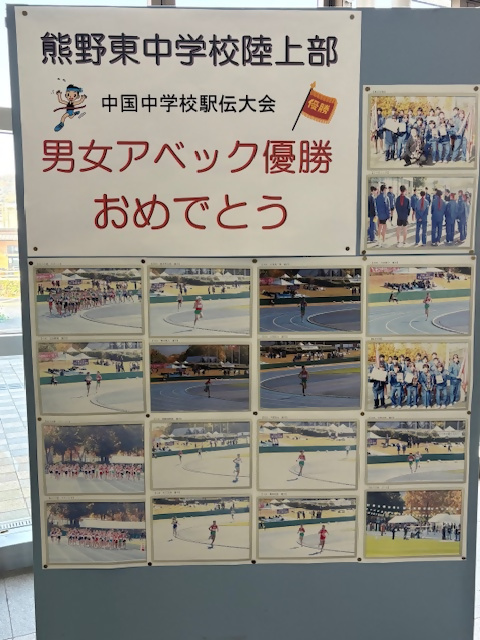 熊野東中学校陸上部
中国中学校駅伝大会
優勝
男女アベック優勝
おめでとう